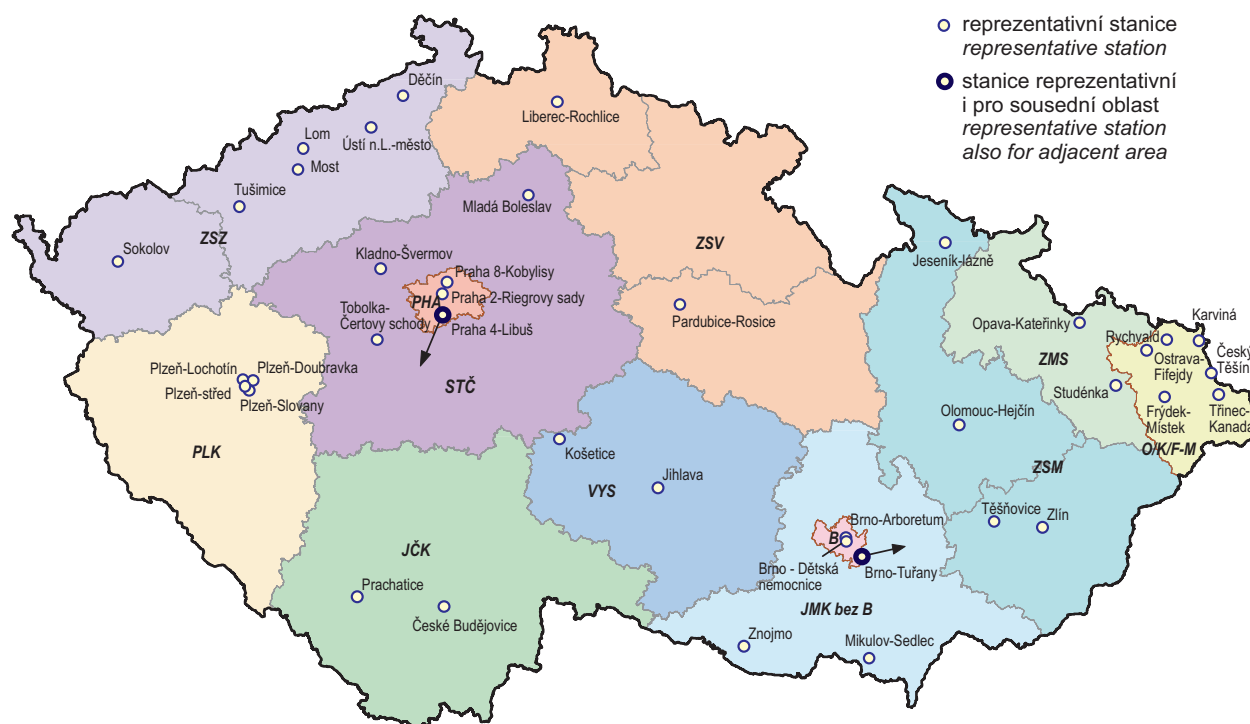 reprezentativní stanice
representative station
stanice reprezentativní
i pro sousední oblast
representative station
also for adjacent area
Děčín
Liberec-Rochlice
Lom
Ústí n.L.-město
Most
Tušimice
Mladá Boleslav
Sokolov
ZSZ
ZSV
Jeseník-lázně
Kladno-Švermov
Praha 8-Kobylisy
PHA
Praha 2-Riegrovy sady
Tobolka-
Čertovy schody
Praha 4-Libuš
Pardubice-Rosice
Opava-Kateřinky
Karviná
Rychvald
Český
Těšín
Ostrava-
Fifejdy
ZMS
Plzeň-Lochotín
Plzeň-Doubravka
Plzeň-střed
Plzeň-Slovany
STČ
Studénka
Olomouc-Hejčín
Frýdek-
Místek
Třinec-
Kanada
O/K/F-M
PLK
Košetice
Jihlava
VYS
ZSM
Těšňovice
Zlín
Brno-Arboretum
B
JČK
Brno - Dětská
nemocnice
Brno-Tuřany
Prachatice
České Budějovice
JMK bez B
Znojmo
Mikulov-Sedlec